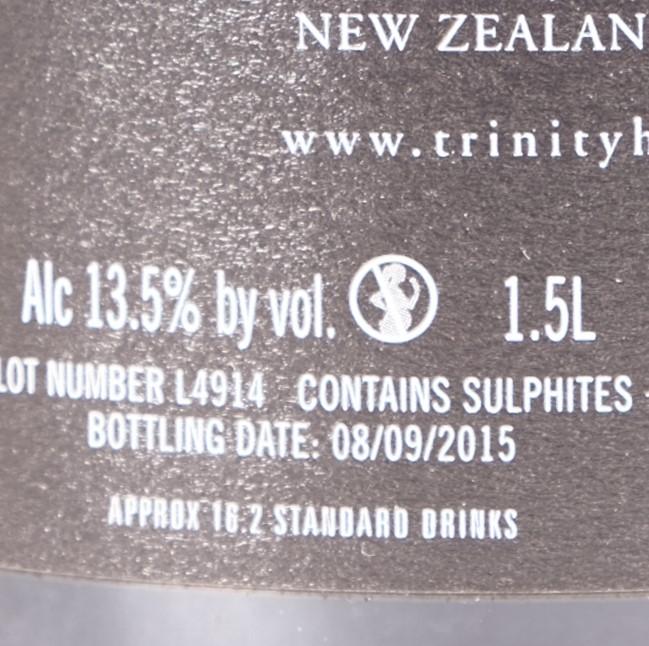 NEW ZEALAN
www.trinityh
Alc 13.5% by vol. 1.5L
LOT NUMBER L4914 CONTAINS SULPHITES -
BOTTLING DATE: 08/09/2015
APPROX 16.2 STANDARD DRINKS